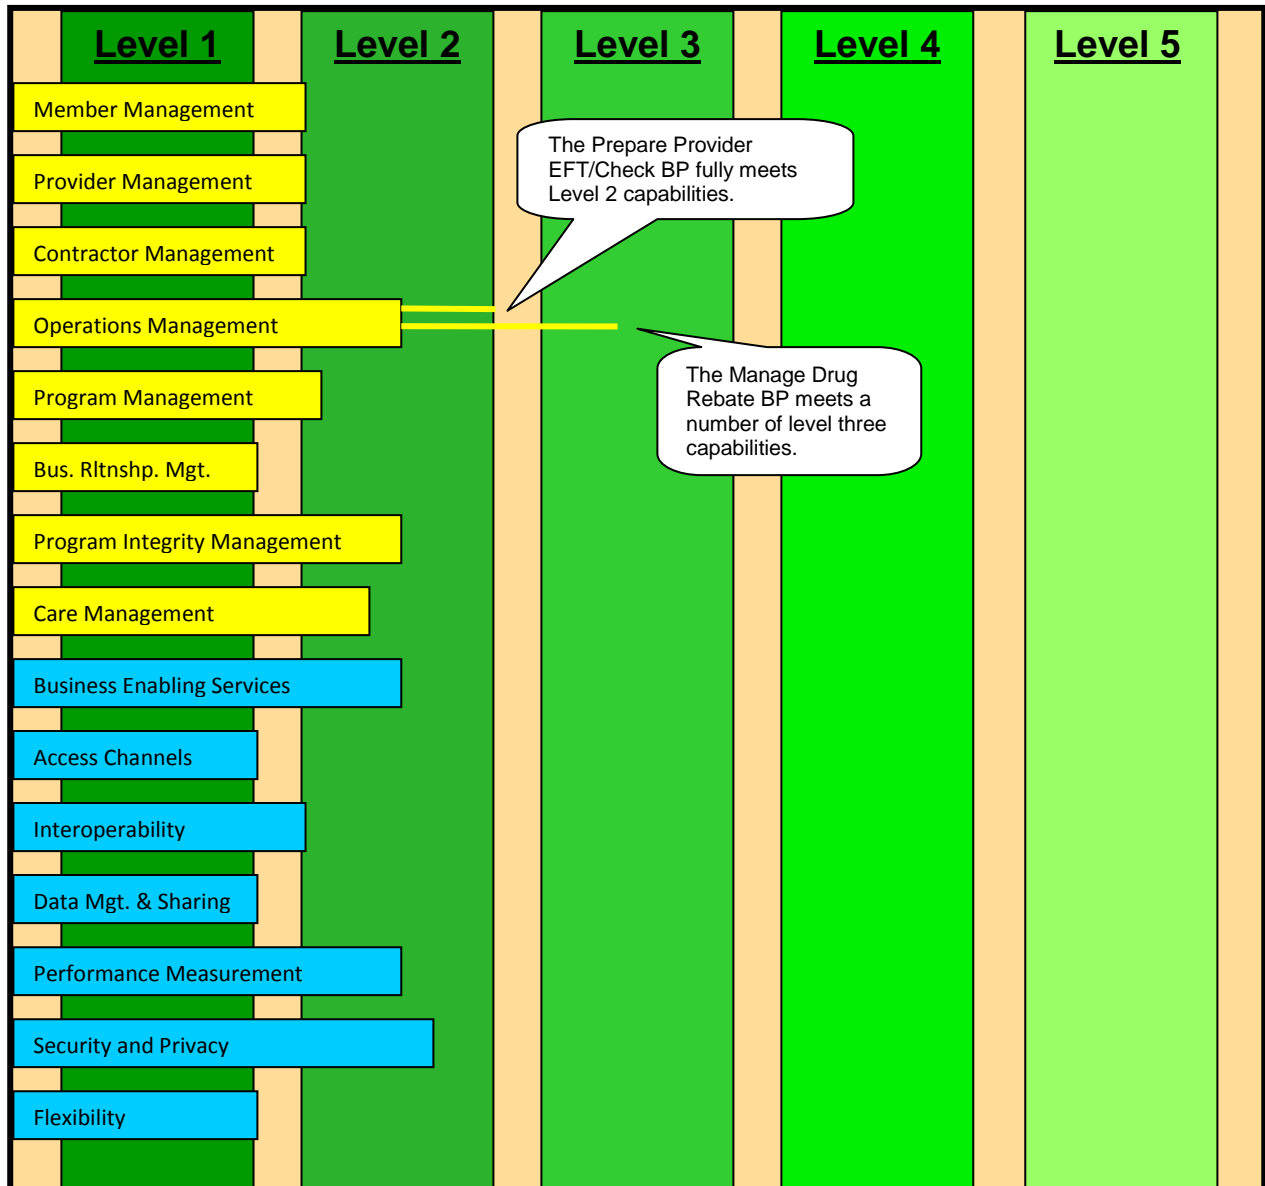 Level 1 Level 2 Level 3 Level 4 Level 5
Member Management
The Prepare Provider
EFT/Check BP fully meets
Level 2 capabilities.
Provider Management
Contractor Management
Operations Management
The Manage Drug
Rebate BP meets a
number of level three
capabilities.
Program Management
Bus. Rltnshp. Mgt.
Program Integrity Management
Care Management
Business Enabling Services
Access Channels
Interoperability
Data Mgt. & Sharing
Performance Measurement
Security and Privacy
Flexibility